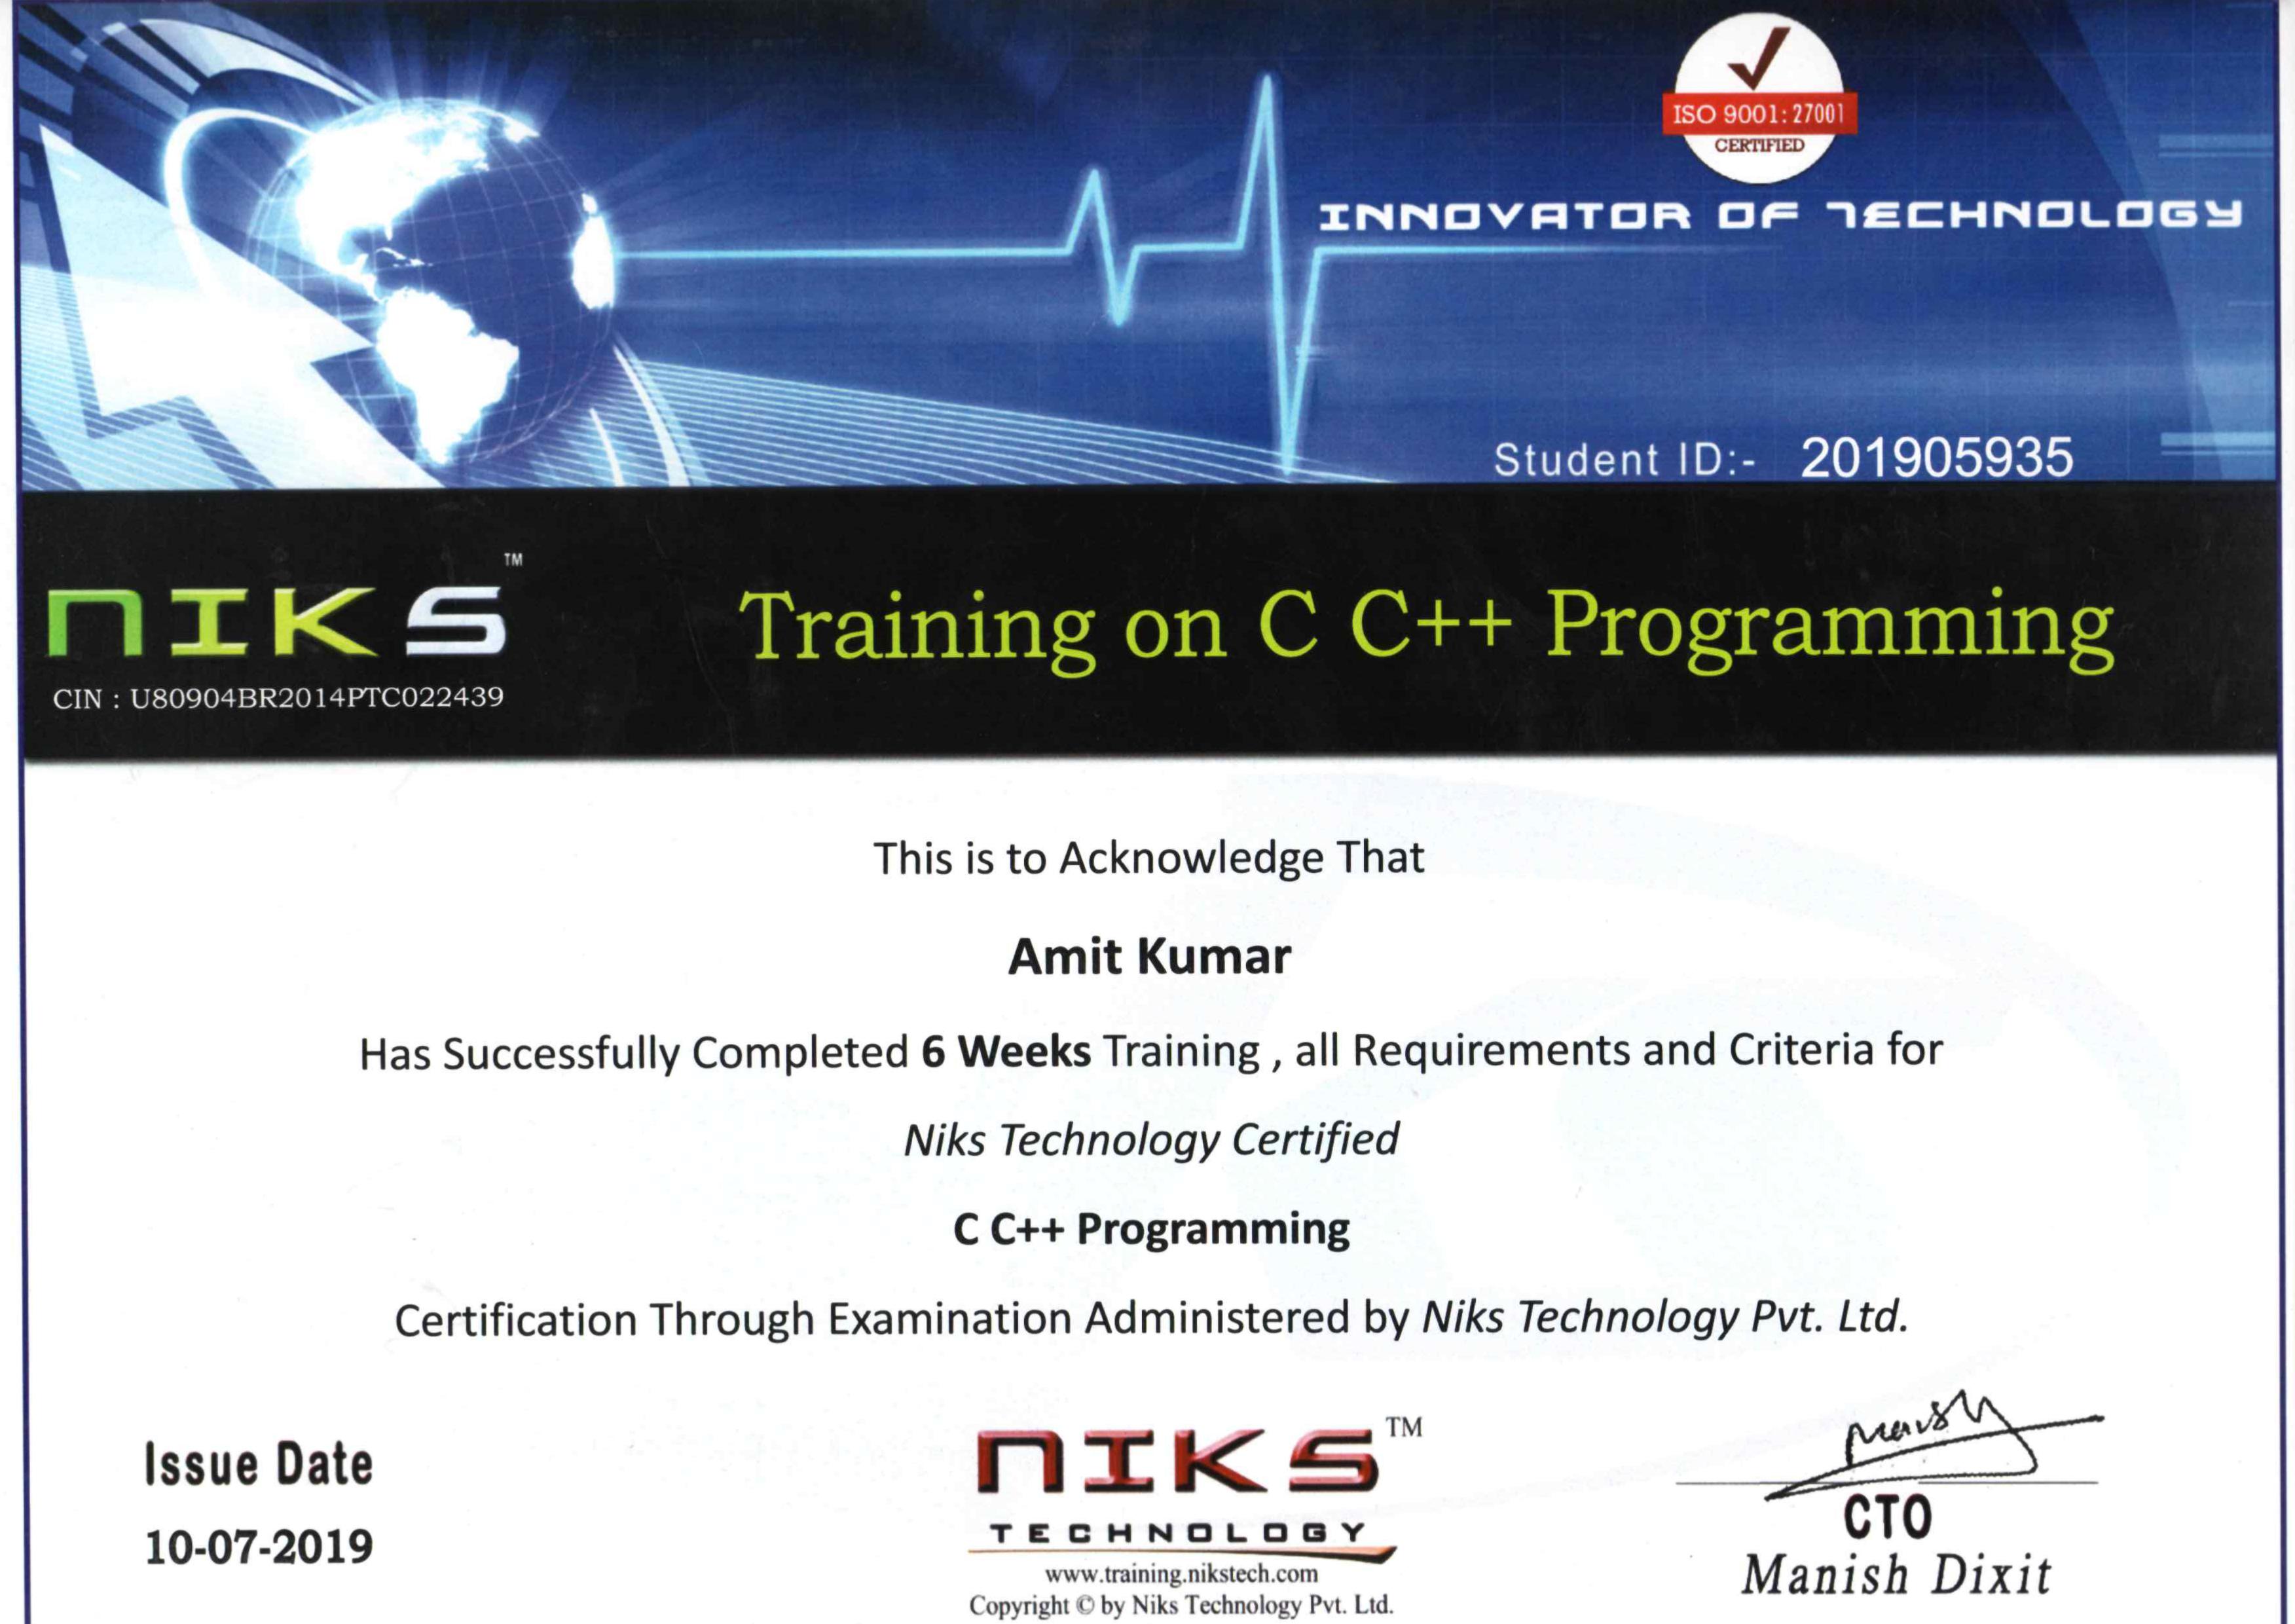 ISO 9001:27001
CERTIFIED
INNOVATOR OF TECHNOLOGY
Student ID:- 201905935
NIKS™
CIN : U80904BR2014PTC022439
Training on C C++ Programming
This is to Acknowledge That
Amit Kumar
Has Successfully Completed 6 Weeks Training , all Requirements and Criteria for
Niks Technology Certified
C C++ Programming
Certification Through Examination Administered by Niks Technology Pvt. Ltd.
Issue Date
10-07-2019
NIKS™
TECHNOLOGY
www.training.nikstech.com
Copyright © by Niks Technology Pvt. Ltd.
Manish
CTO
Manish Dixit